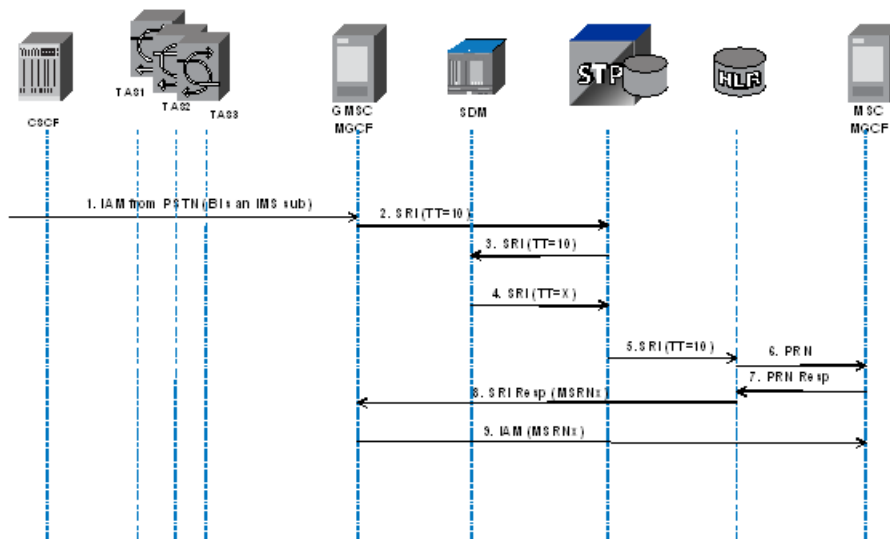 STP
HLR
TAS1
TAS2
TAS3
CSCF
GMSC
MGCF
SDM
MSC
MGCF
1. IAM from PSTN (B is an IMS sub)
2. SRI (TT=10)
3. SRI (TT=10)
4. SRI (TT=X)
5.SRI (TT=10)
6. PRN
7. PRN Resp
8. SRI Resp (MSRNx)
9. IAM (MSRNx)